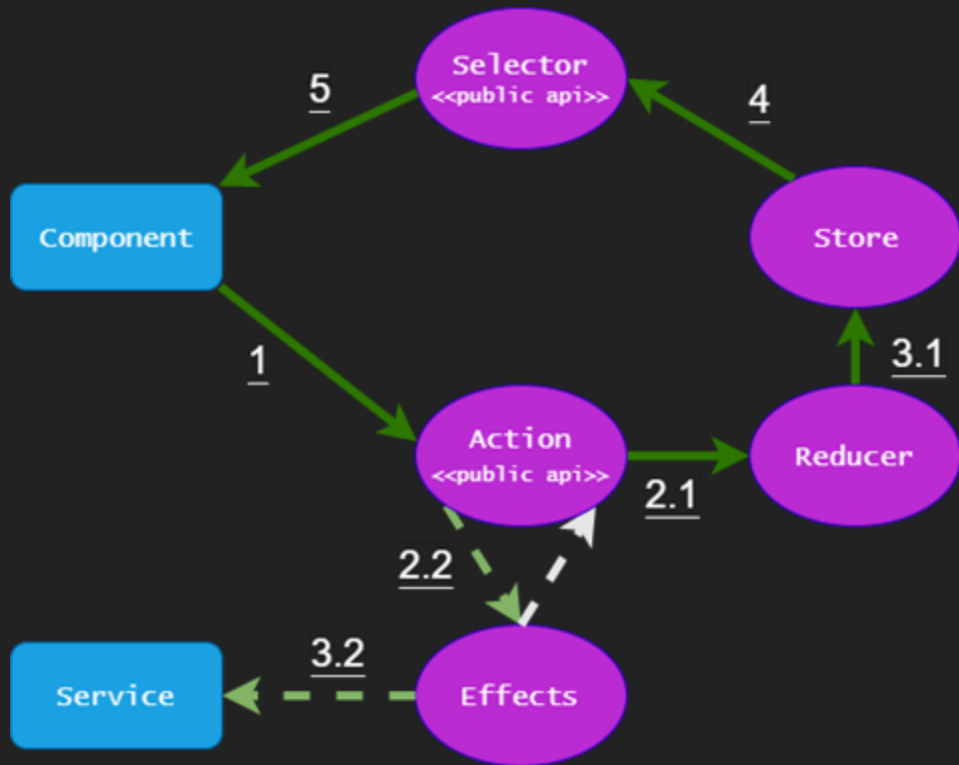 Selector
<<public api>>
5
4
Component
Store
1
3.1
Action
<<public api>>
Reducer
2.1
2.2
3.2
Service
Effects